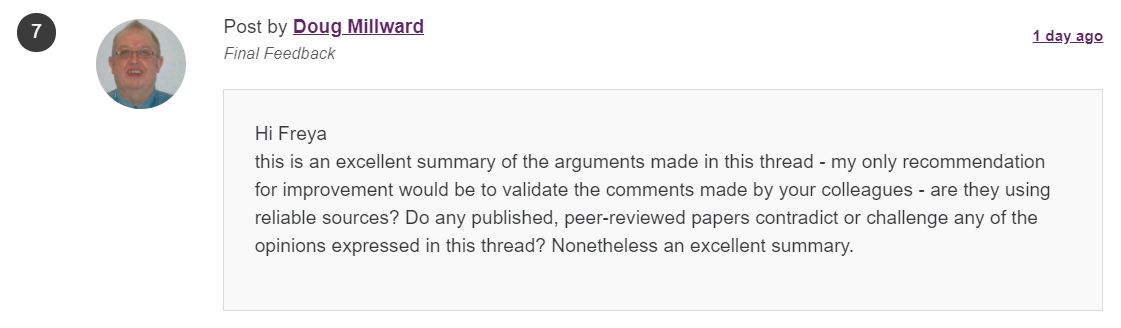 7
Post by Doug Millward
1 day ago
Final Feedback
Hi Freya
this is an excellent summary of the arguments made in this thread - my only recommendation
for improvement would be to validate the comments made by your colleagues - are they using
reliable sources? Do any published, peer-reviewed papers contradict or challenge any of the
opinions expressed in this thread? Nonetheless an excellent summary.